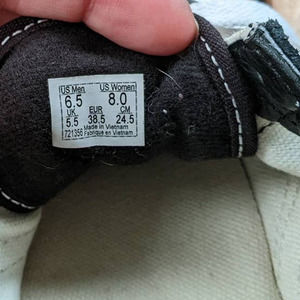 US Men US Women
6.5 8.0
UK EUR CM
5.5 38.5 24.5
721356 Made in Vietnam
Fabriqué en Vietnam